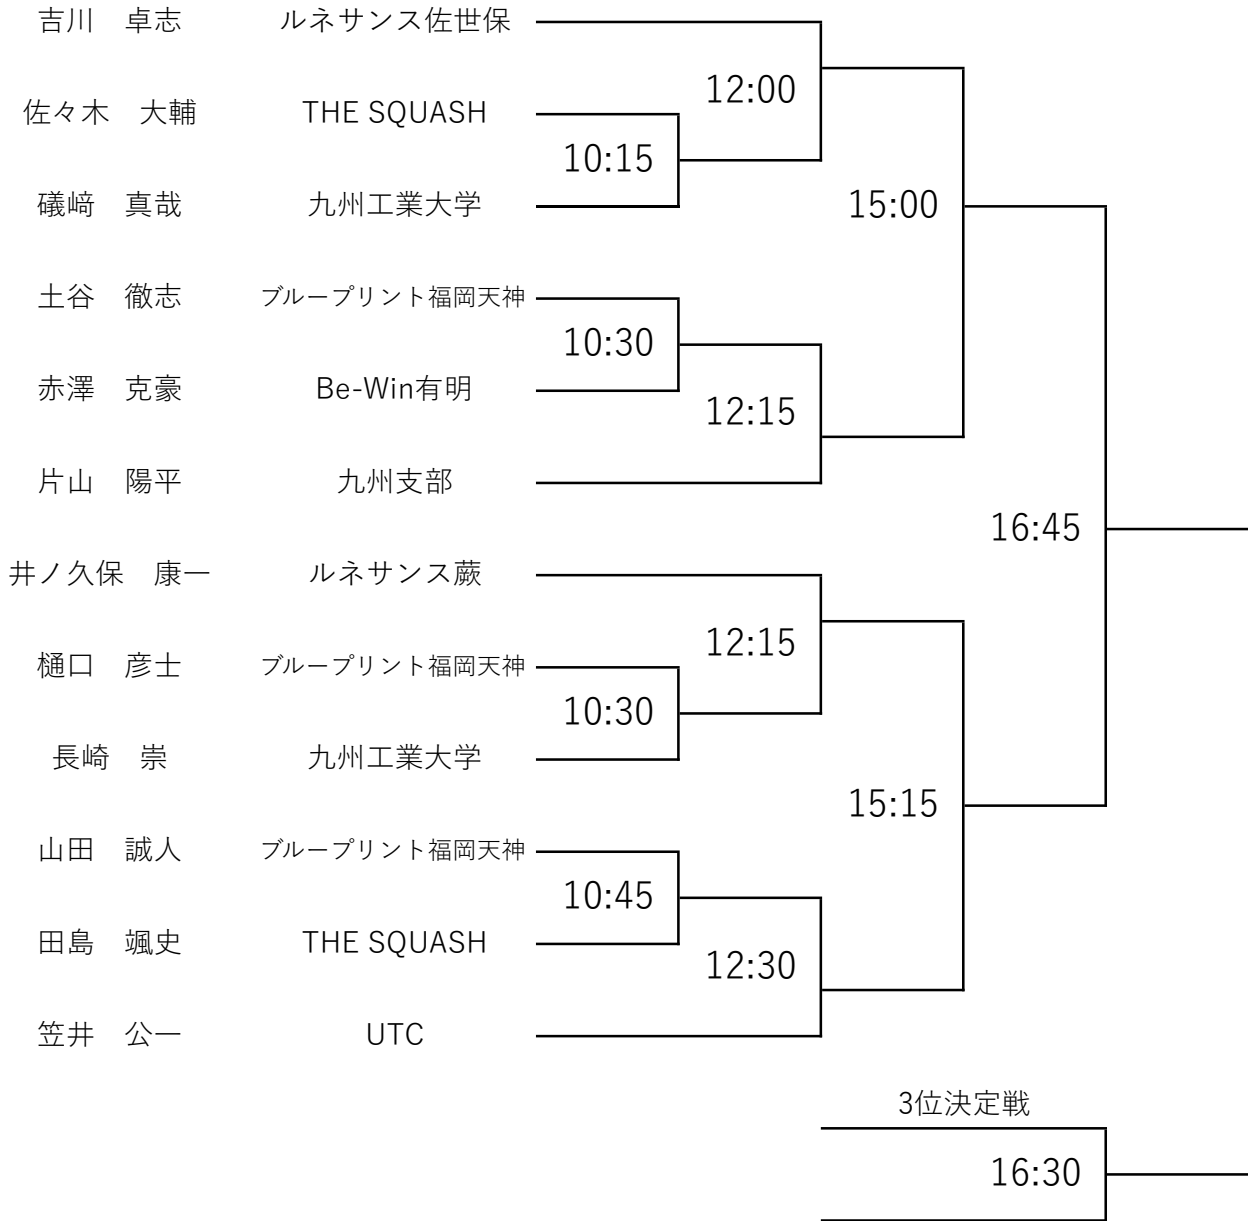 吉川　卓志　ルネサンス佐世保
12:00
佐々木　大輔　THE SQUASH
10:15
礒﨑　真哉　九州工業大学
15:00
土谷　徹志　ブループリント福岡天神
10:30
赤澤　克豪　Be-Win有明
12:15
片山　陽平　九州支部
16:45
井ノ久保　康一　ルネサンス蕨
12:15
樋口　彦士　ブループリント福岡天神
10:30
長崎　崇　九州工業大学
15:15
山田　誠人　ブループリント福岡天神
10:45
田島　颯史　THE SQUASH
12:30
笠井　公一　UTC
3位決定戦
16:30